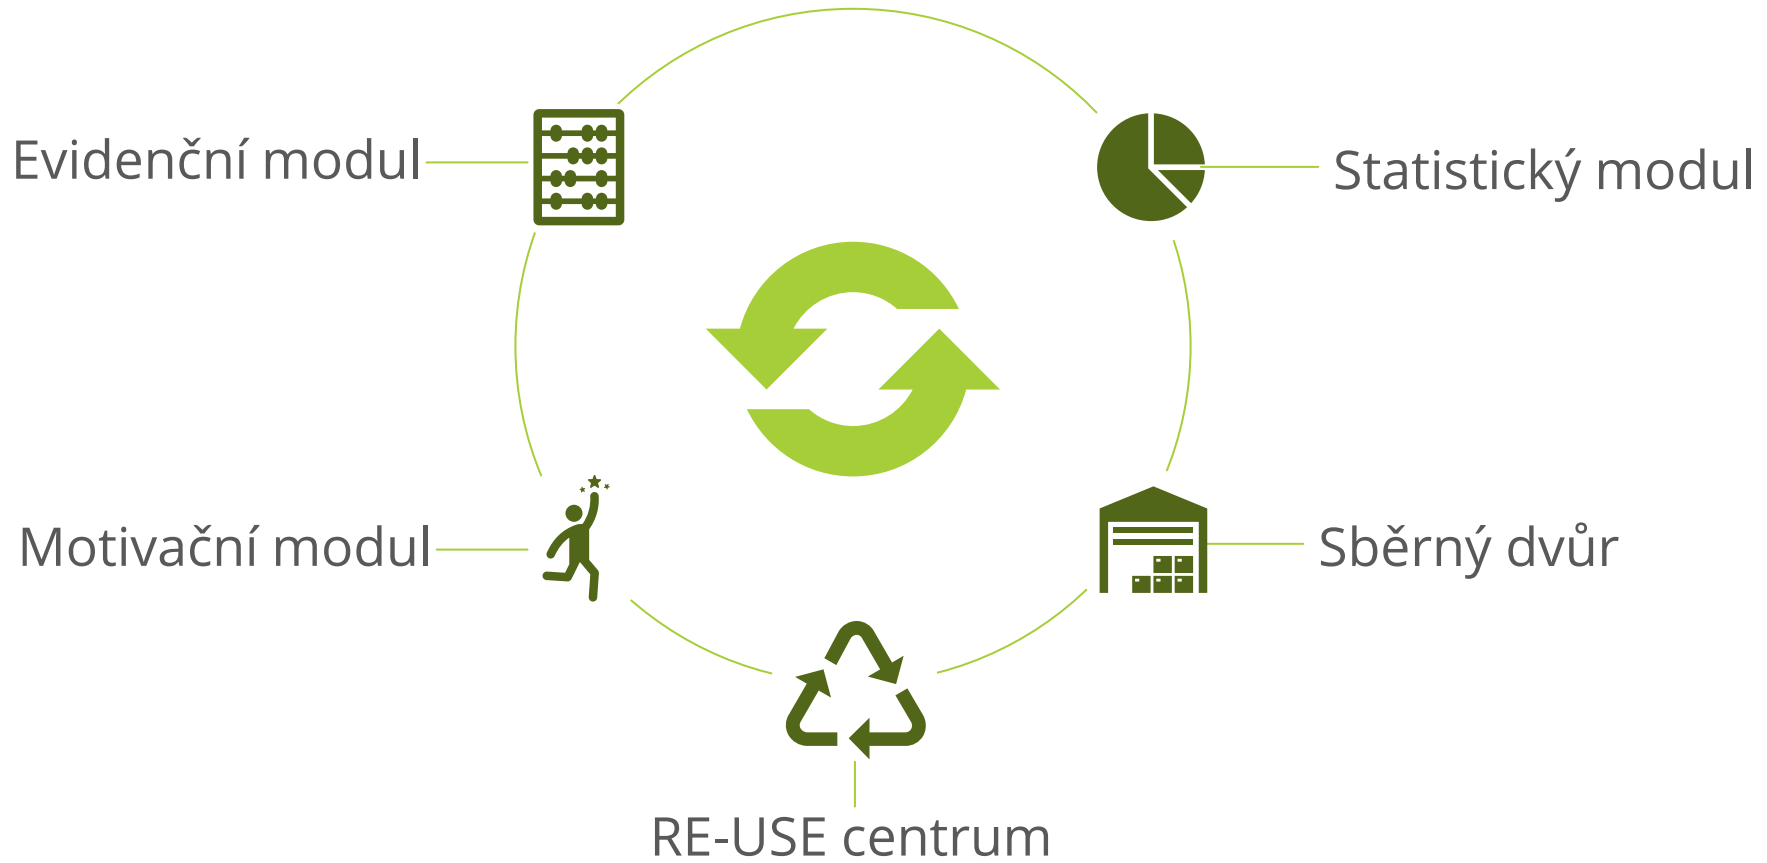 Evidenční modul
Statistický modul
Motivační modul
Sběrný dvůr
RE-USE centrum